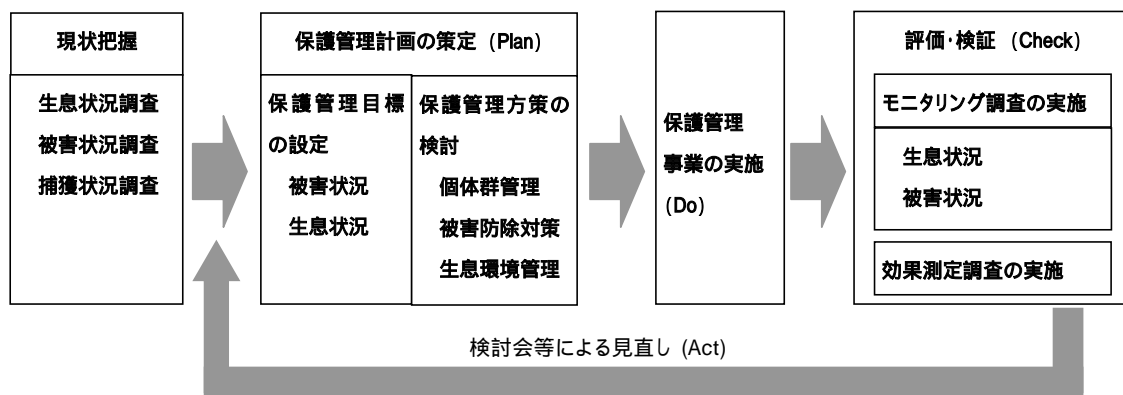 現状把握
生息状況調査
被害状況調査
捕獲状況調査
保護管理計画の策定 (Plan)
保護管理目標
の設定
被害状況
生息状況
保護管理方策の
検討
個体群管理
被害防除対策
生息環境管理
保護管理
事業の実施
(Do)
評価・検証 (Check)
モニタリング調査の実施
生息状況
被害状況
効果測定調査の実施
検討会等による見直し (Act)